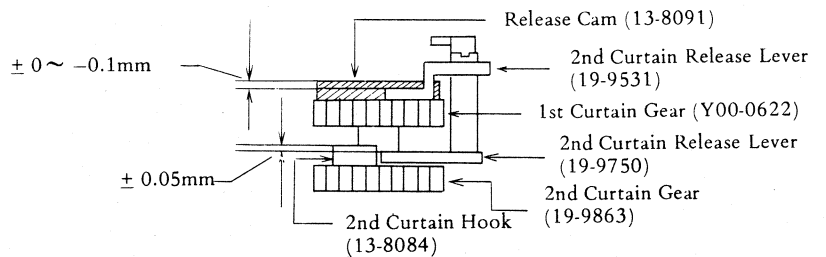 Release Cam (13-8091)
± 0 ~ −0.1mm
2nd Curtain Release Lever
(19-9531)
1st Curtain Gear (Y00-0622)
2nd Curtain Release Lever
(19-9750)
± 0.05mm
2nd Curtain Gear
(19-9863)
2nd Curtain Hook
(13-8084)